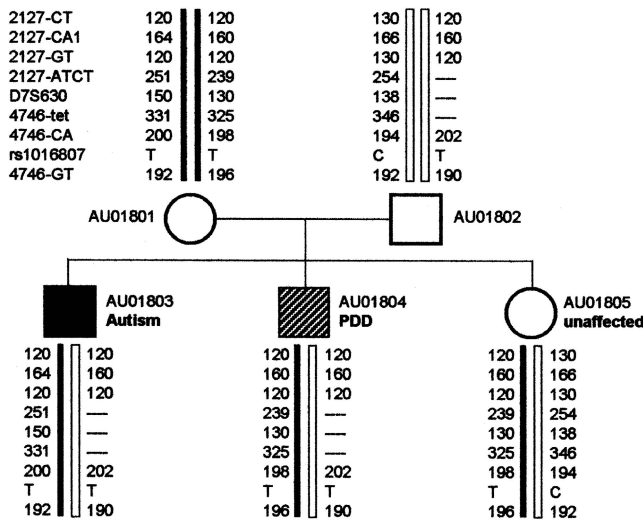 2127-CT 120 120 130 120
2127-CA1 164 160 166 160
2127-GT 120 120 130 120
2127-ATCT 251 239 254 —
D7S630 150 130 138 —
4746-tet 331 325 346 —
4746-CA 200 198 194 202
rs1016807 T T C T
4746-GT 192 196 192 190
AU01801 AU01802
AU01803 AU01804 AU01805
Autism PDD unaffected
120 120 120 120 120 130
164 160 160 160 160 166
120 120 120 120 120 130
251 — 239 — 239 254
150 — 130 — 130 138
331 — 325 — 325 346
200 202 198 202 198 194
T T T T T C
192 190 196 190 196 192